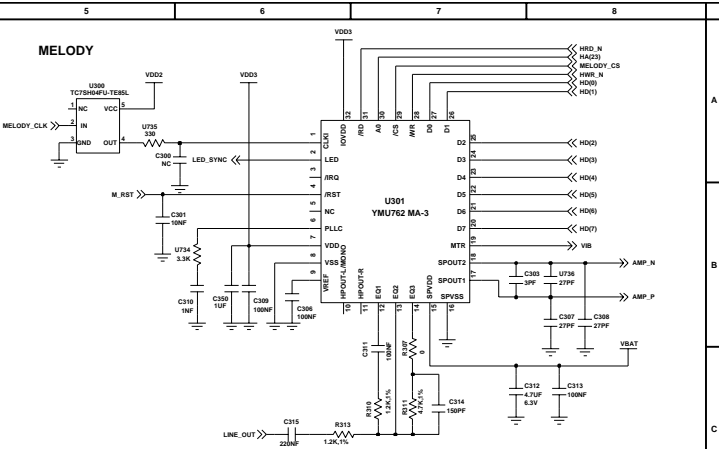 5 6 7 8
MELODY
A
B
C
U300
TC7SH04FU-TE85L
1 NC VCC 5
2 IN
3 GND OUT 4
MELODY_CLK
VDD2
VDD3
U735
330
C300
NC
LED_SYNC
M_RST
C301
10NF
U734
3.3K
C310
1NF
C350
1UF
C309
100NF
C306
100NF
VDD3
HRD_N
HA(23)
MELODY_CS
HWR_N
HD(0)
HD(1)
32 31 30 29 28 27 26
IOVDD /RD A0 /CS /WR D0 D1
U301
YMU762 MA-3
1 CLKI
2 LED
3 /IRQ
4 /RST
5 NC
6 PLLC
7 VDD
8 VSS
9 VREF
D2 25 HD(2)
D3 24 HD(3)
D4 23 HD(4)
D5 22 HD(5)
D6 21 HD(6)
D7 20 HD(7)
MTR 19 VIB
SPOUT2 18 AMP_N
SPOUT1 17 AMP_P
HPOUT-L/MONO HPOUT-R EQ1 EQ2 EQ3 SPVDD SPVSS
10 11 12 13 14 15 16
C303
3PF
U736
27PF
C307
27PF
C308
27PF
VBAT
C311
100NF
R307
0
R310
1.2K,1%
R311
4.7K,1%
C314
150PF
C312
4.7UF
6.3V
C313
100NF
LINE_OUT
C315
220NF
R313
1.2K,1%